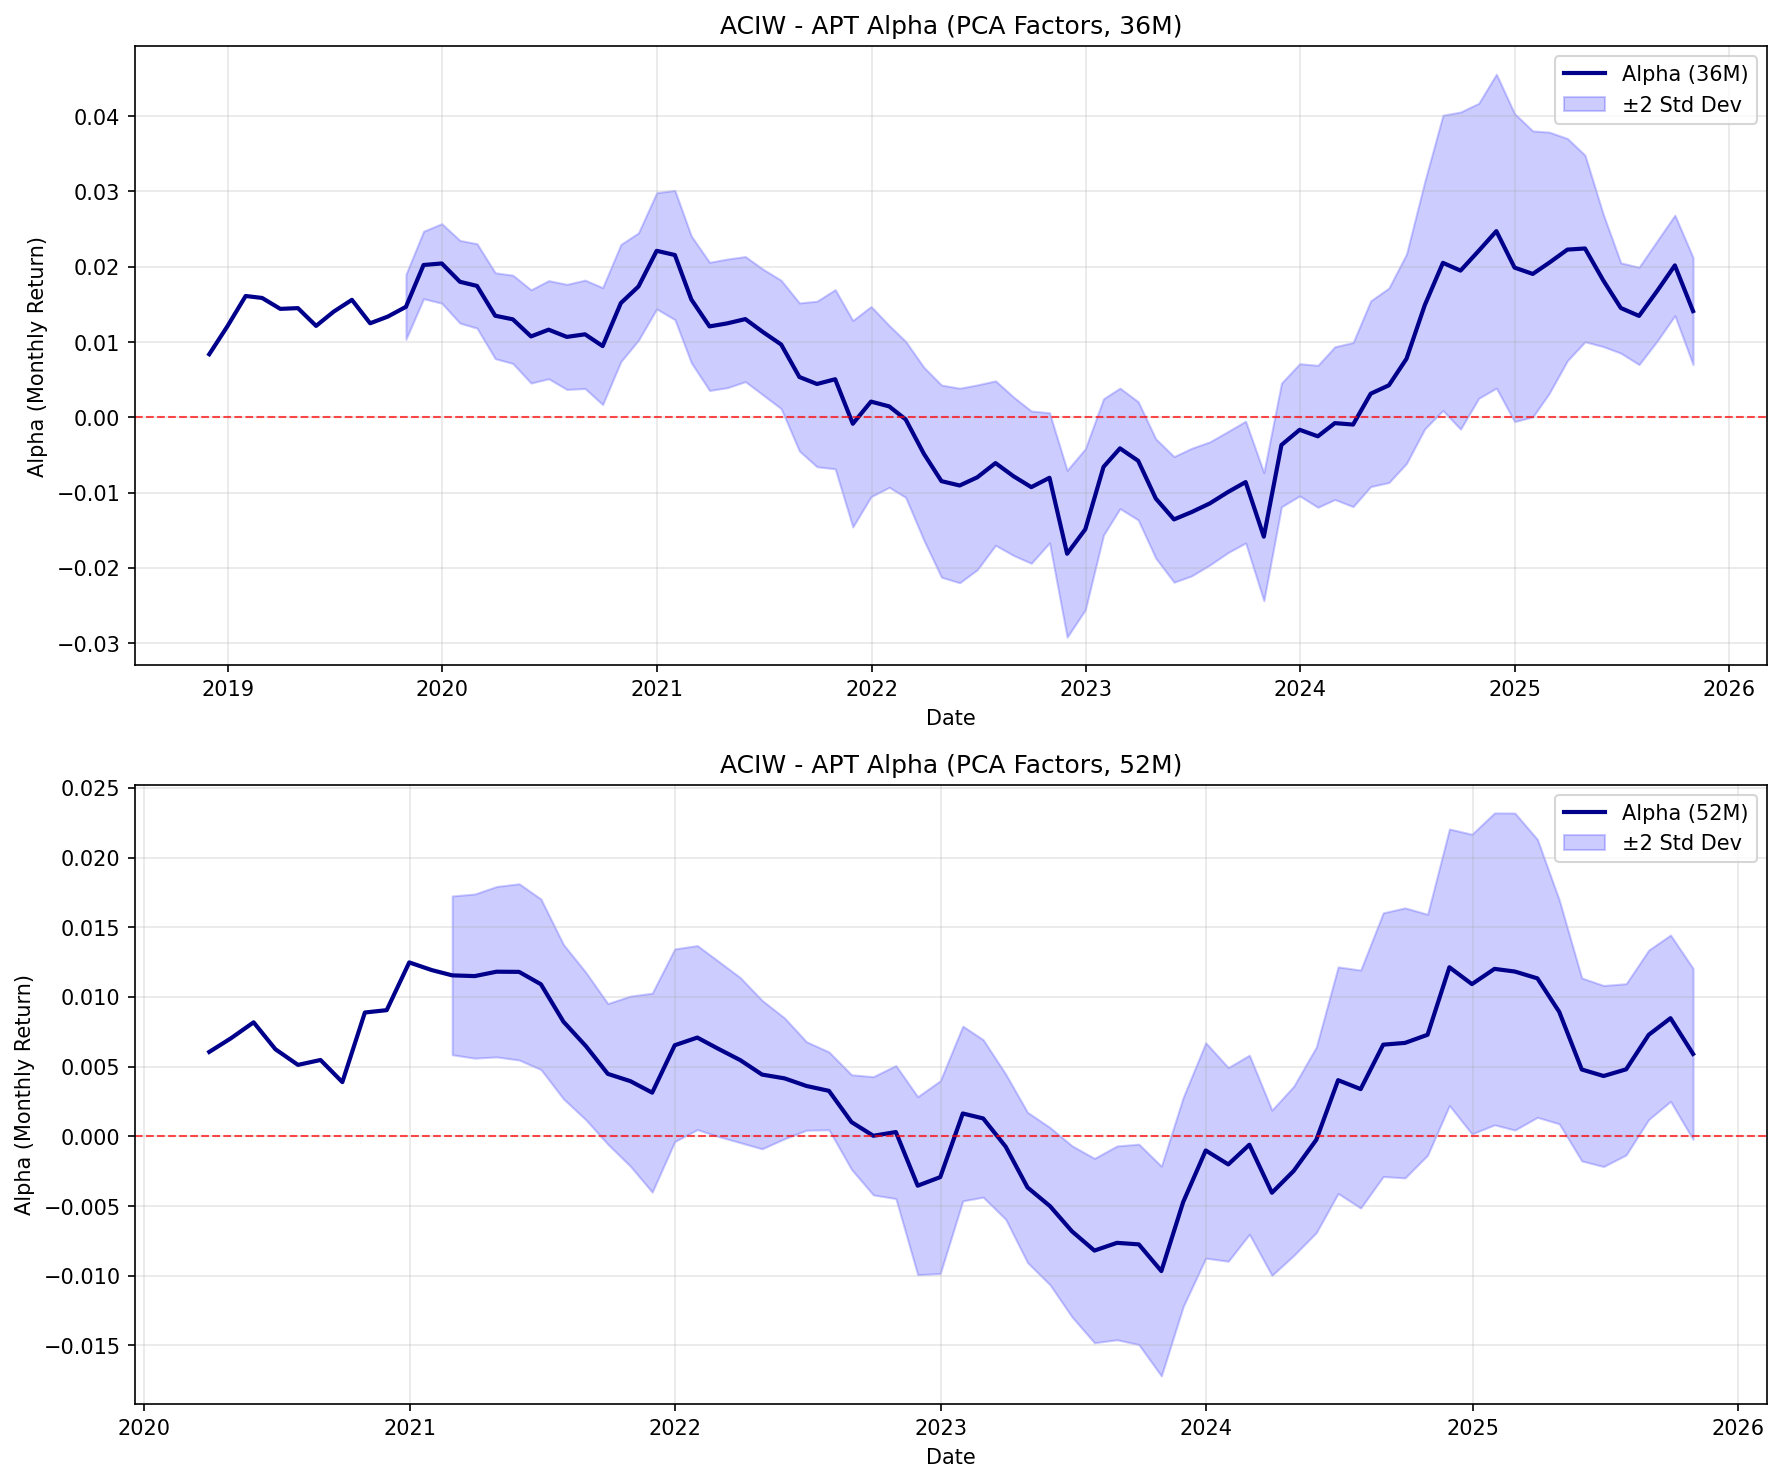 ACIW - APT Alpha (PCA Factors, 36M)
Alpha (36M)
±2 Std Dev
Alpha (Monthly Return)
0.04
0.03
0.02
0.01
0.00
−0.01
−0.02
−0.03
2019 2020 2021 2022 2023 2024 2025 2026
Date
ACIW - APT Alpha (PCA Factors, 52M)
Alpha (52M)
±2 Std Dev
Alpha (Monthly Return)
0.025
0.020
0.015
0.010
0.005
0.000
−0.005
−0.010
−0.015
2020 2021 2022 2023 2024 2025 2026
Date